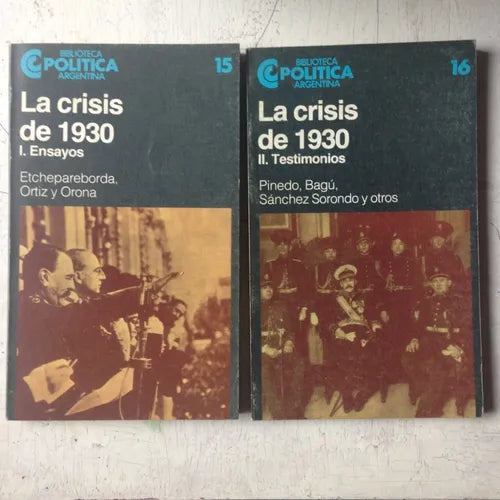 BIBLIOTECA
POLITICA
ARGENTINA
15
La crisis
de 1930
I. Ensayos
Etchepareborda,
Ortiz y Orona
BIBLIOTECA
POLITICA
ARGENTINA
16
La crisis
de 1930
II. Testimonios
Pinedo, Bagú,
Sánchez Sorondo y otros